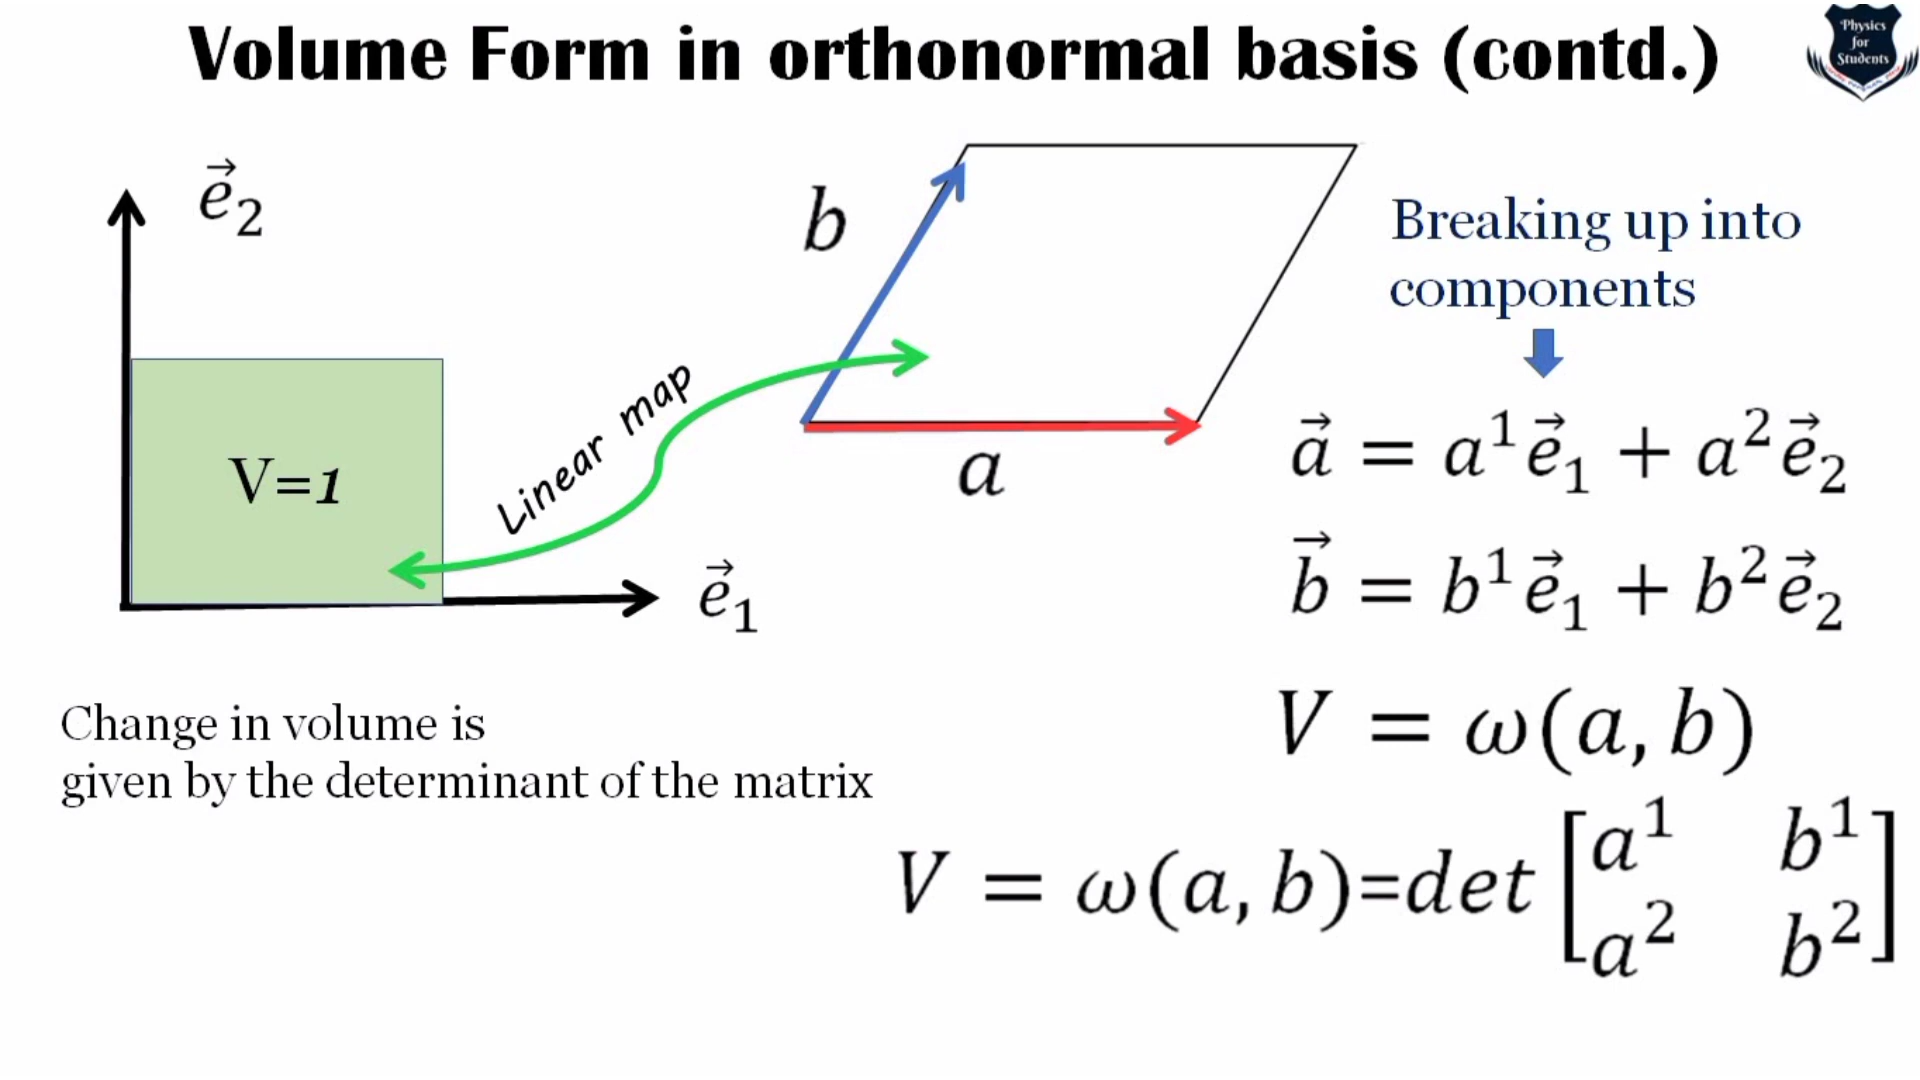 Volume Form in orthonormal basis (contd.)
Physics
for
Students
e⃗₂
b
Breaking up into
components
Linear map
V=1
a
a⃗ = a¹e⃗₁ + a²e⃗₂
e⃗₁
b⃗ = b¹e⃗₁ + b²e⃗₂
V = ω(a, b)
Change in volume is
given by the determinant of the matrix
V = ω(a, b)=det [a¹ b¹
a² b²]